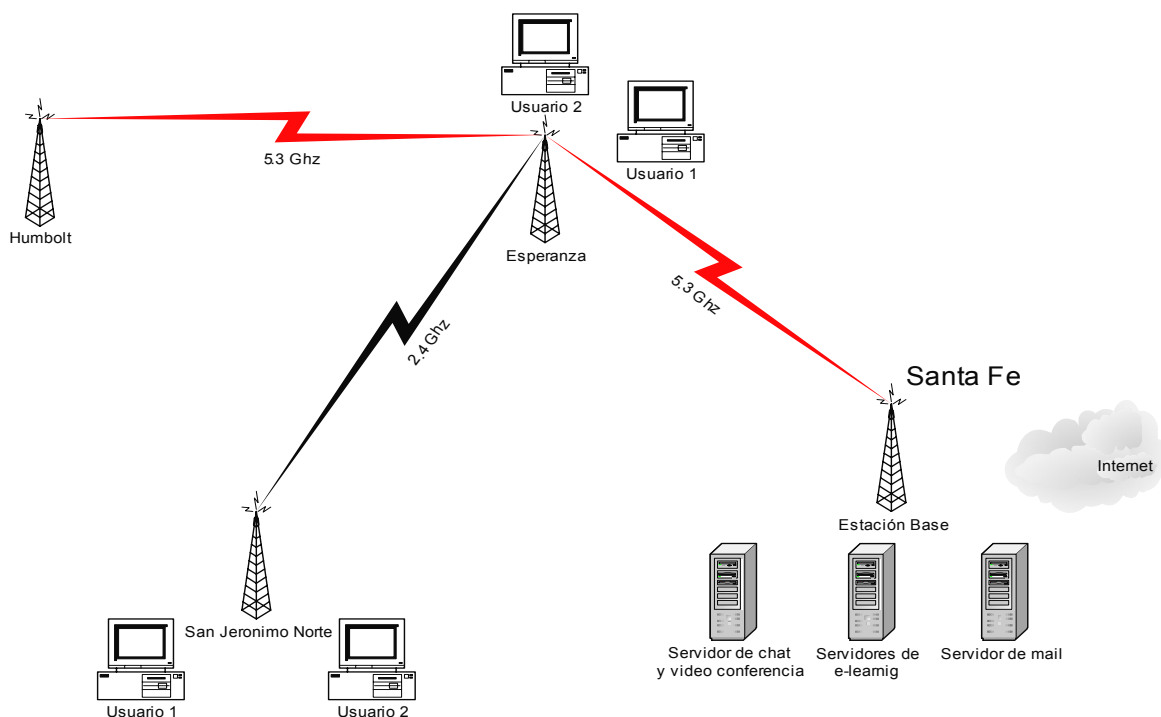 Usuario 2
Usuario 1
5.3 Ghz
Humbolt
Esperanza
5.3 Ghz
2.4 Ghz
Santa Fe
Internet
Estación Base
San Jeronimo Norte
Servidor de chat
y video conferencia
Servidores de
e-learnig
Servidor de mail
Usuario 1
Usuario 2